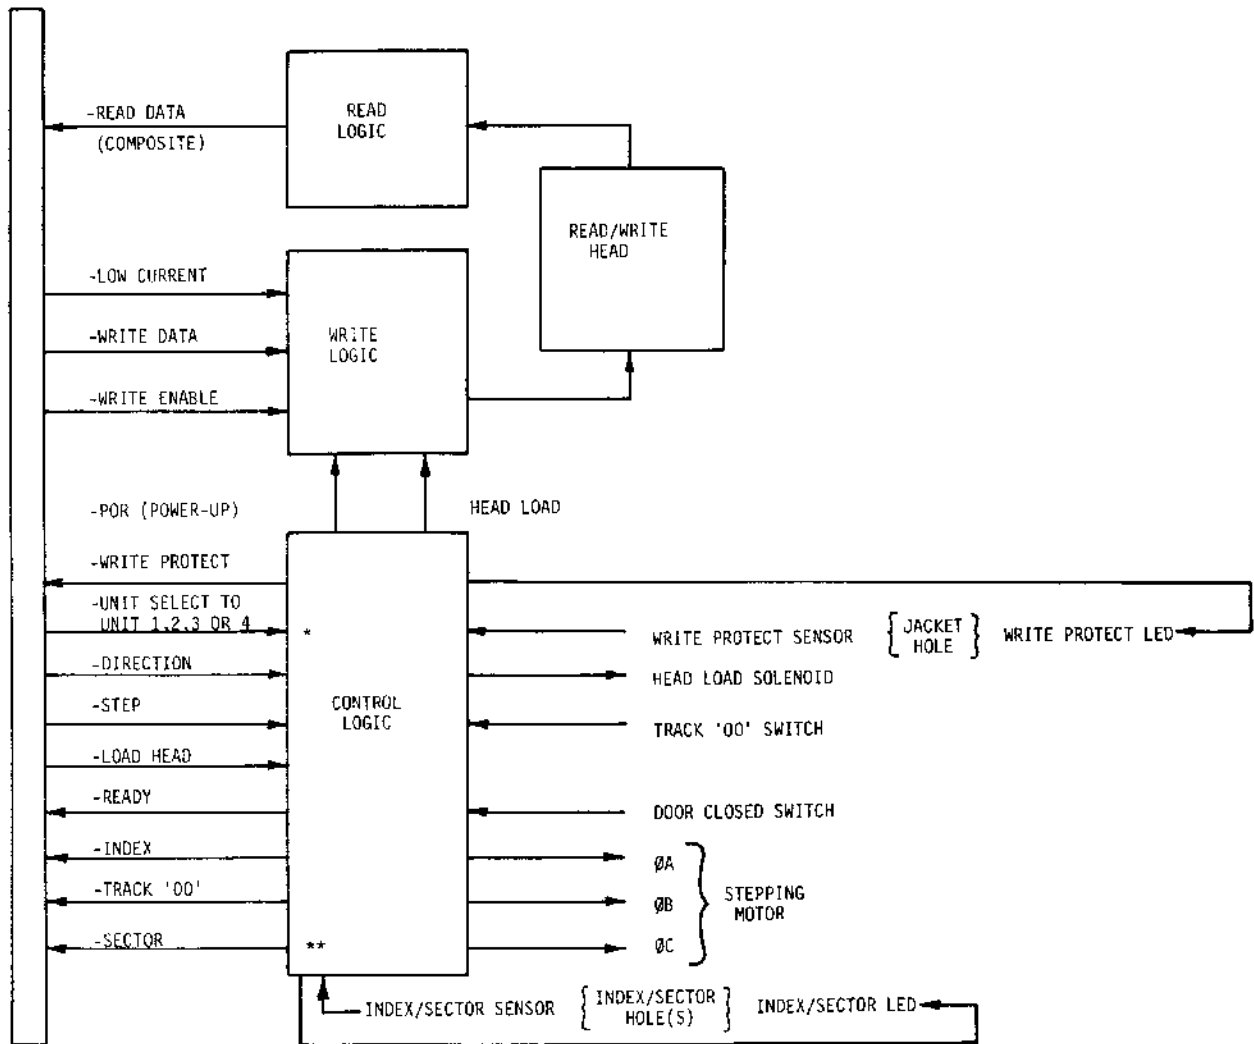 READ
LOGIC
-READ DATA
(COMPOSITE)
READ/WRITE
HEAD
-LOW CURRENT
-WRITE DATA
-WRITE ENABLE
WRITE
LOGIC
-POR (POWER-UP)
HEAD LOAD
-WRITE PROTECT
-UNIT SELECT TO
UNIT 1,2,3 OR 4
*
-DIRECTION
-STEP
-LOAD HEAD
-READY
-INDEX
-TRACK '00'
-SECTOR
**
CONTROL
LOGIC
WRITE PROTECT SENSOR { JACKET
HOLE } WRITE PROTECT LED
HEAD LOAD SOLENOID
TRACK '00' SWITCH
DOOR CLOSED SWITCH
ØA
ØB
ØC
STEPPING
MOTOR
INDEX/SECTOR SENSOR { INDEX/SECTOR
HOLE(S) } INDEX/SECTOR LED